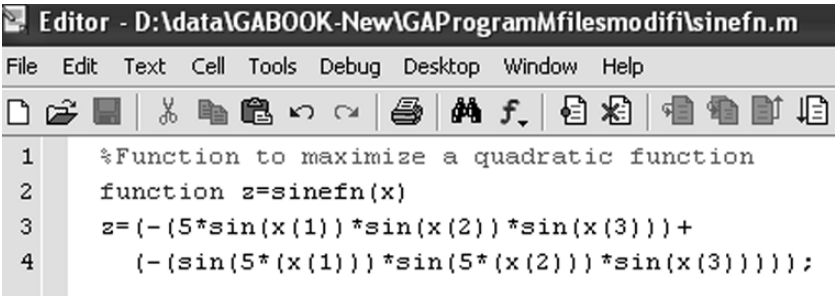 Editor - D:\data\GABOOK-New\GAProgramMfilesmodifi\sinefn.m
File Edit Text Cell Tools Debug Desktop Window Help
1 %Function to maximize a quadratic function
2 function z=sinefn(x)
3 z=(-(5*sin(x(1))*sin(x(2))*sin(x(3)))+
4 (-(sin(5*(x(1)))*sin(5*(x(2)))*sin(x(3)))));